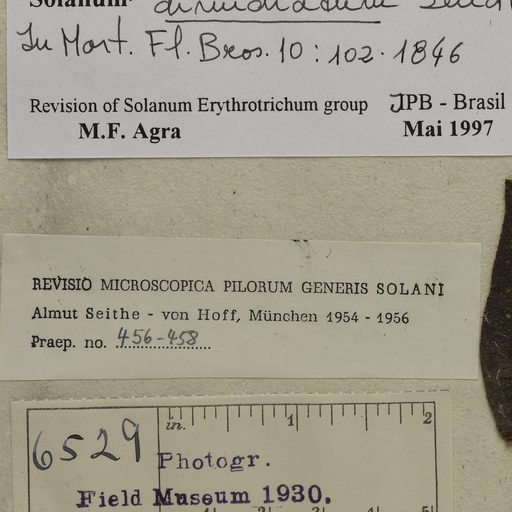 Solanum
In Mart. Fl. Bras. 10: 102. 1846
Revision of Solanum Erythrotrichum group JPB - Brasil
M.F. Agra Mai 1997
REVISIO MICROSCOPICA PILORUM GENERIS SOLANI
Almut Seithe - von Hoff, München 1954 - 1956
Praep. no. 456-458
in. 1 2
6529
Photogr.
Field Museum 1930.